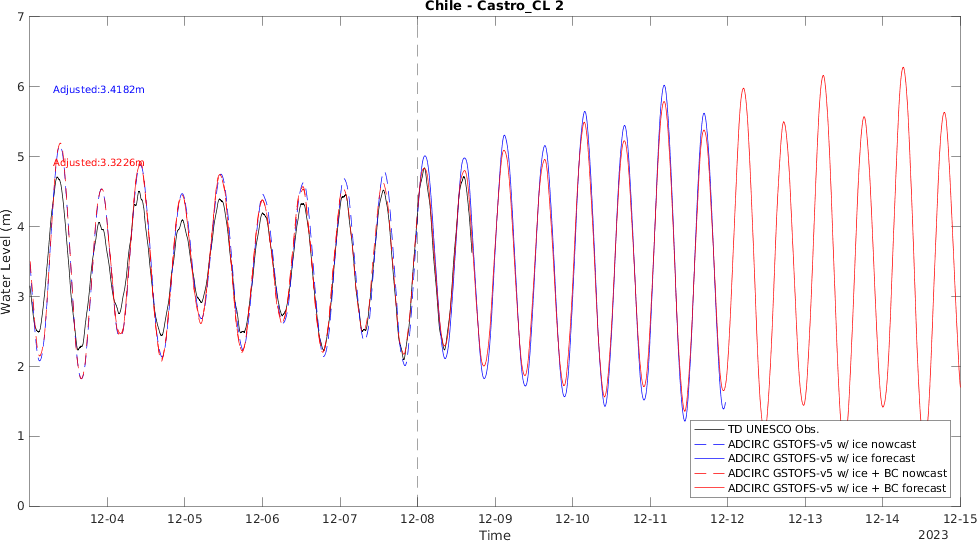 Chile - Castro_CL 2
7
6
5
4
3
2
1
0
Water Level (m)
Adjusted:3.4182m
Adjusted:3.3226m
TD UNESCO Obs.
ADCIRC GSTOFS-v5 w/ ice nowcast
ADCIRC GSTOFS-v5 w/ ice forecast
ADCIRC GSTOFS-v5 w/ ice + BC nowcast
ADCIRC GSTOFS-v5 w/ ice + BC forecast
12-04 12-05 12-06 12-07 12-08 12-09 12-10 12-11 12-12 12-13 12-14 12-15
Time
2023